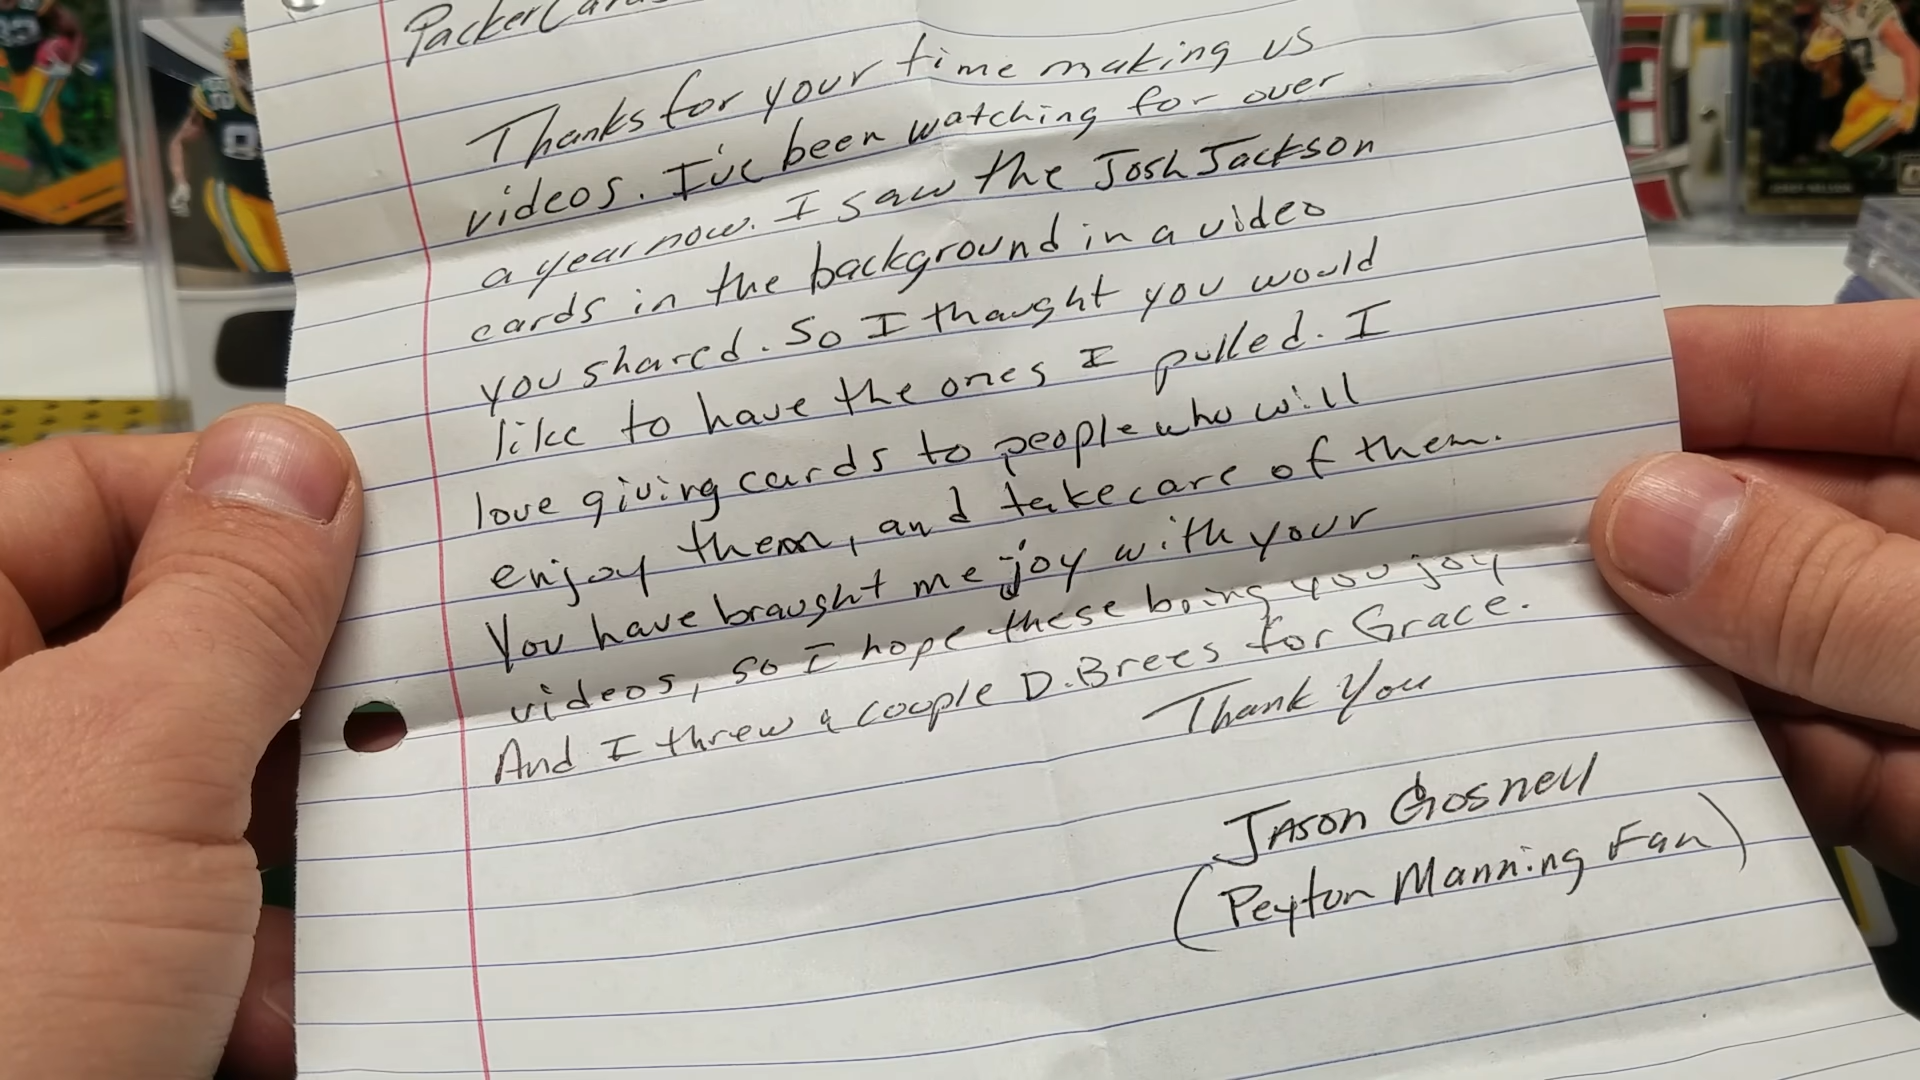 Thanks for your time making us
videos. I've been watching for over
a year now. I saw the Josh Jackson
cards in the background in a video
you shared. So I thaught you would
like to have the ones I pulled. I
love giving cards to people who will
enjoy them, and take care of them.
You have braught me joy with your
videos, so I hope these bring you joy
And I threw a couple D.Brees for Grace.
Thank You
Jason Gosnell
(Peyton Manning Fan)